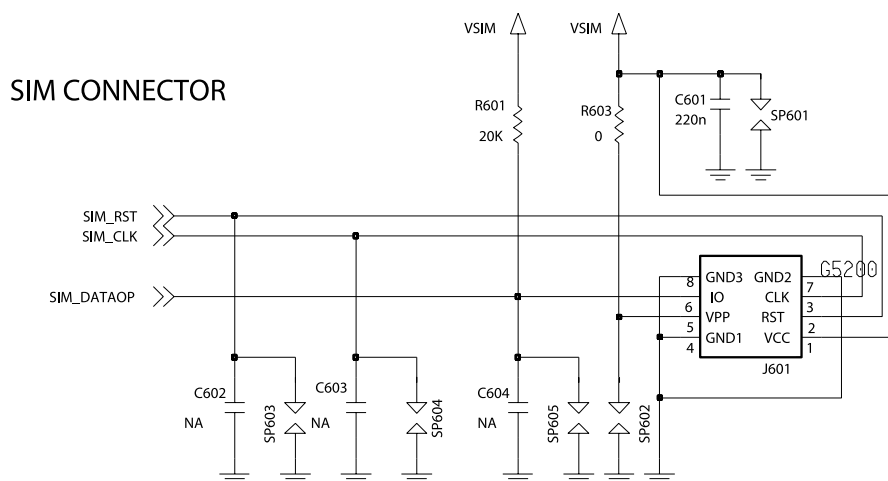 VSIM
VSIM
SIM CONNECTOR
R601
20K
R603
0
C601
220n
SP601
SIM_RST
SIM_CLK
SIM_DATAOP
G5200
GND3
GND2
8
7
IO
CLK
6
3
VPP
RST
5
2
GND1
VCC
4
1
J601
C602
NA
SP603
C603
NA
SP604
C604
NA
SP605
SP602